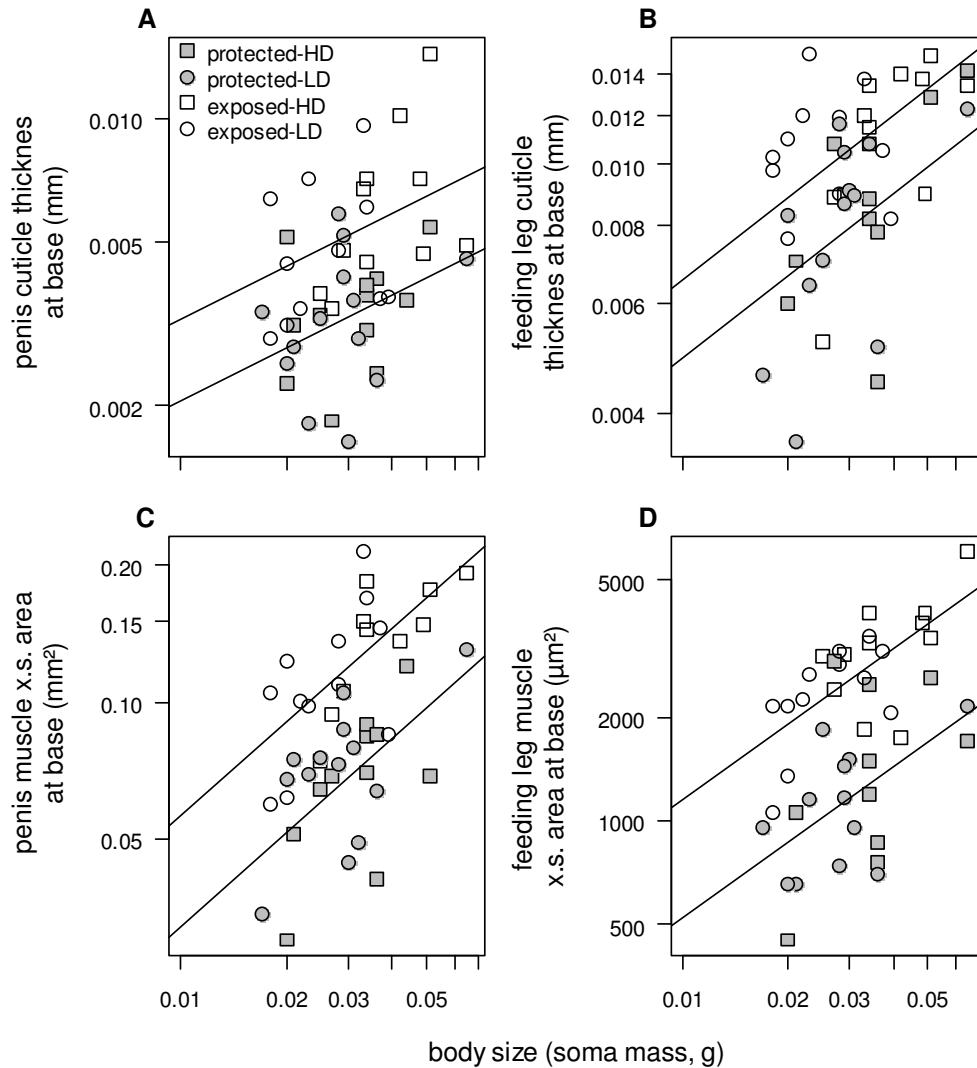 A
protected-HD
protected-LD
exposed-HD
exposed-LD
0.010
0.005
0.002
penis cuticle thicknes
at base (mm)
B
0.014
0.012
0.010
0.008
0.006
0.004
feeding leg cuticle
thicknes at base (mm)
C
0.20
0.15
0.10
0.05
penis muscle x.s. area
at base (mm²)
0.01
0.02
0.03
0.05
D
5000
2000
1000
500
feeding leg muscle
x.s. area at base (µm²)
0.01
0.02
0.03
0.05
body size (soma mass, g)